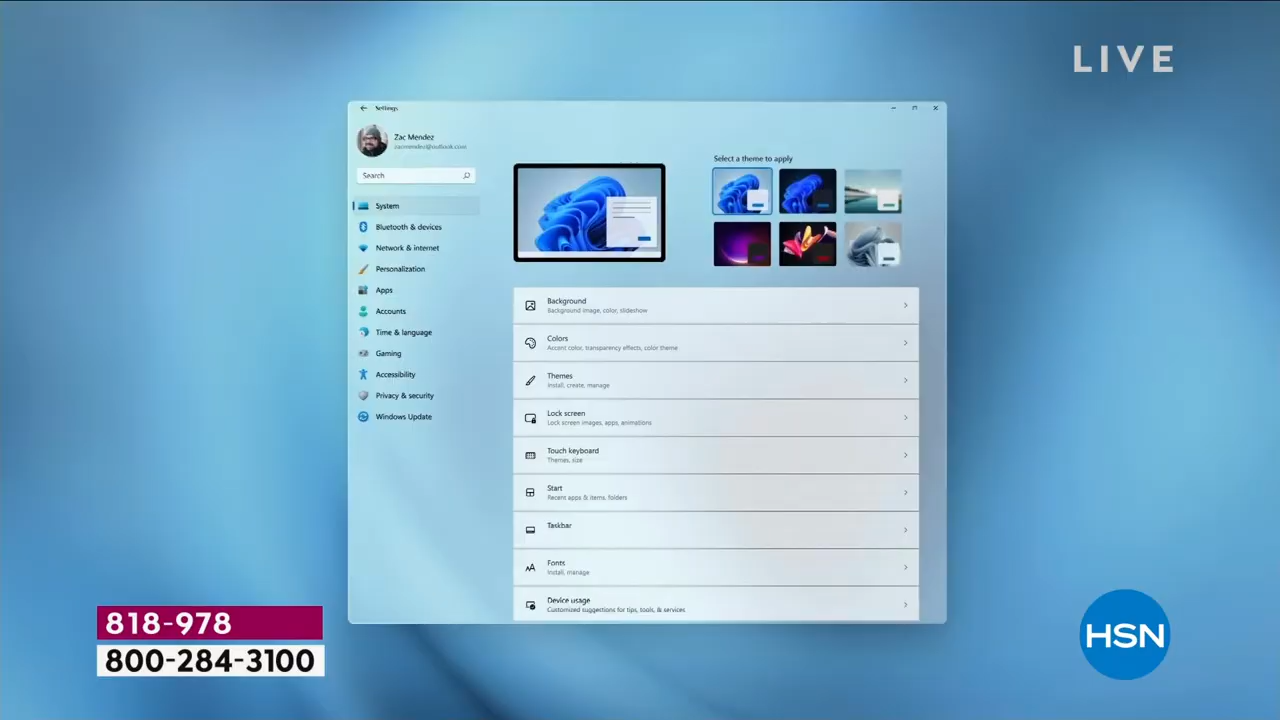 LIVE
Settings
Zac Mendez
zacmendez@outlook.com
Search
System
Bluetooth & devices
Network & internet
Personalization
Apps
Accounts
Time & language
Gaming
Accessibility
Privacy & security
Windows Update
Select a theme to apply
Background
Background image, color, slideshow
Colors
Accent color, transparency effects, color theme
Themes
Install, create, manage
Lock screen
Lock screen images, apps, animations
Touch keyboard
Themes, size
Start
Recent apps & items, folders
Taskbar
Fonts
Install, manage
Device usage
Customized suggestions for tips, tools, & services
818-978
800-284-3100
HSN